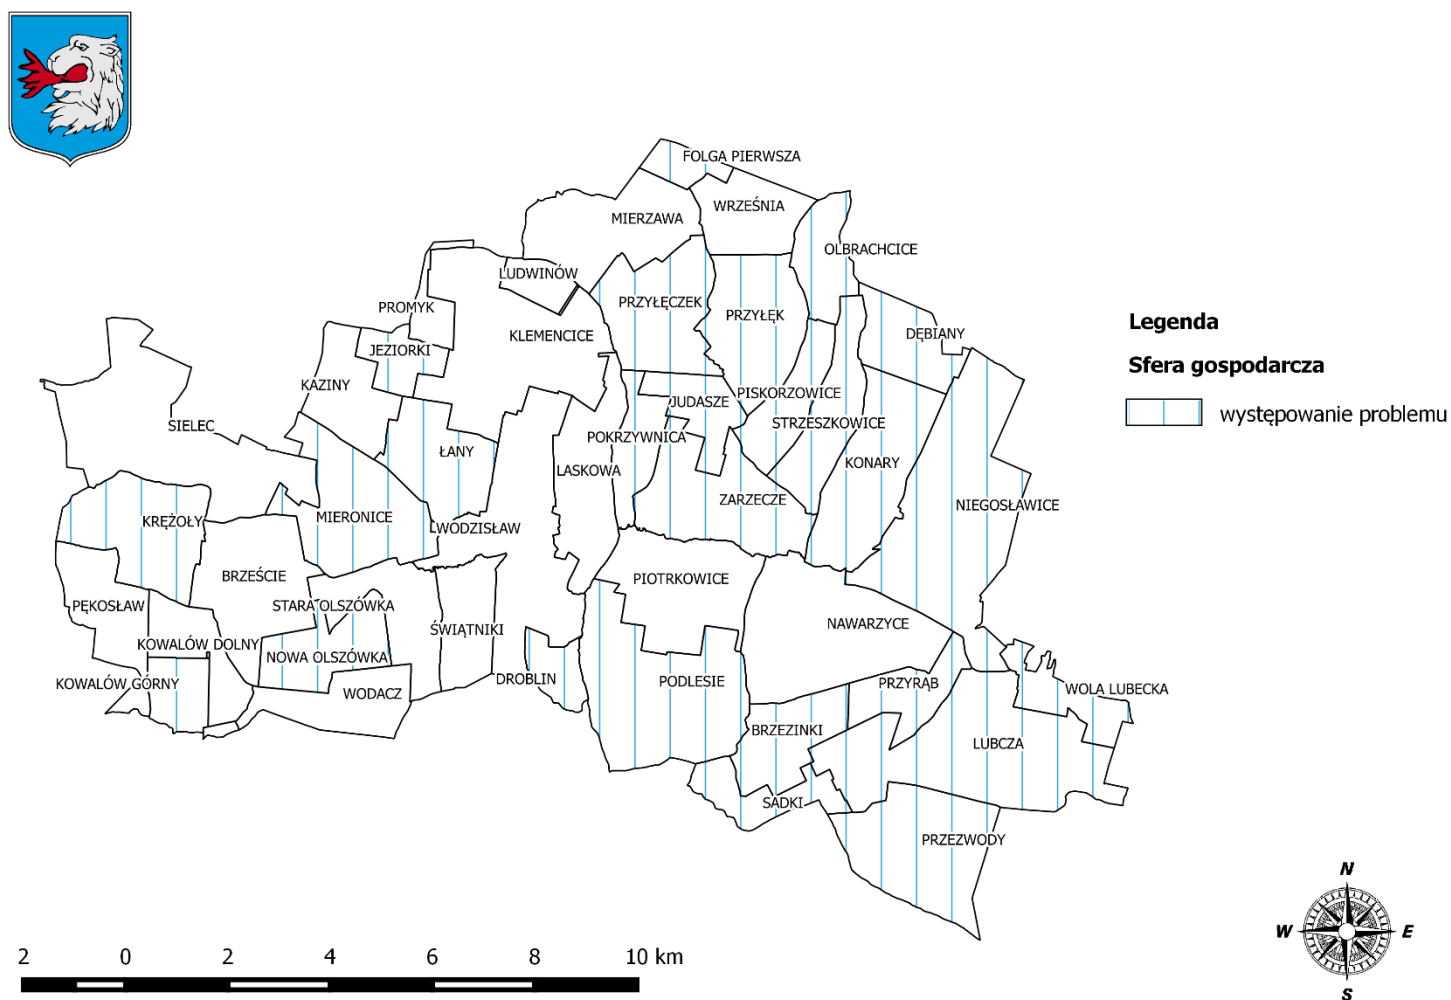 FOLGA PIERWSZA
WRZEŚNIA
MIERZAWA
OLBRACHCICE
LUDWINÓW
PROMYK
PRZYŁĘCZEK
PRZYŁĘK
KLEMENCICE
DĘBIANY
JEZIORKI
KAZINY
PISKORZOWICE
JUDASZE
STRZESZKOWICE
SIELEC
POKRZYWNICA
ŁANY
KONARY
LASKOWA
ZARZECZE
NIEGOSŁAWICE
MIERONICE
KRĘŻOŁY
WODZISŁAW
BRZEŚCIE
PIOTRKOWICE
PĘKOSŁAW
STARA OLSZÓWKA
NAWARZYCE
ŚWIĄTNIKI
KOWALÓW DOLNY
NOWA OLSZÓWKA
DROBLIN
PODLESIE
PRZYRĄB
KOWALÓW GÓRNY
WODACZ
WOLA LUBECKA
BRZEZINKI
LUBCZA
SADKI
PRZEZWODY
Legenda
Sfera gospodarcza
występowanie problemu
N
W E
S
2 0 2 4 6 8 10 km